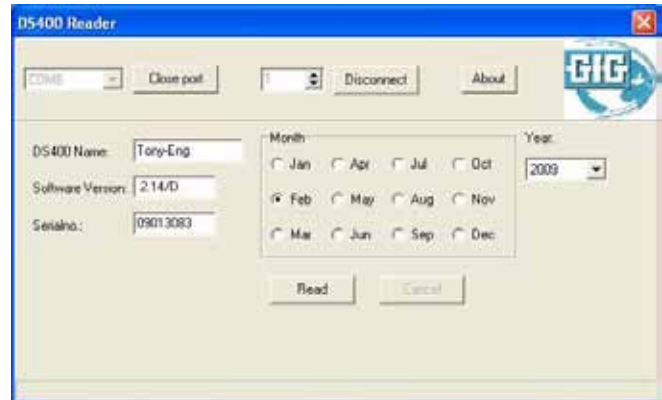 DS400 Reader
Close port 1 Disconnect About
GfG
DS400 Name: Tony-Eng
Software Version: 2.14/D
Serialno.: 09013083
Month
Jan Apr Jul Oct
Feb May Aug Nov
Mar Jun Sep Dec
Year:
2009
Read Cancel